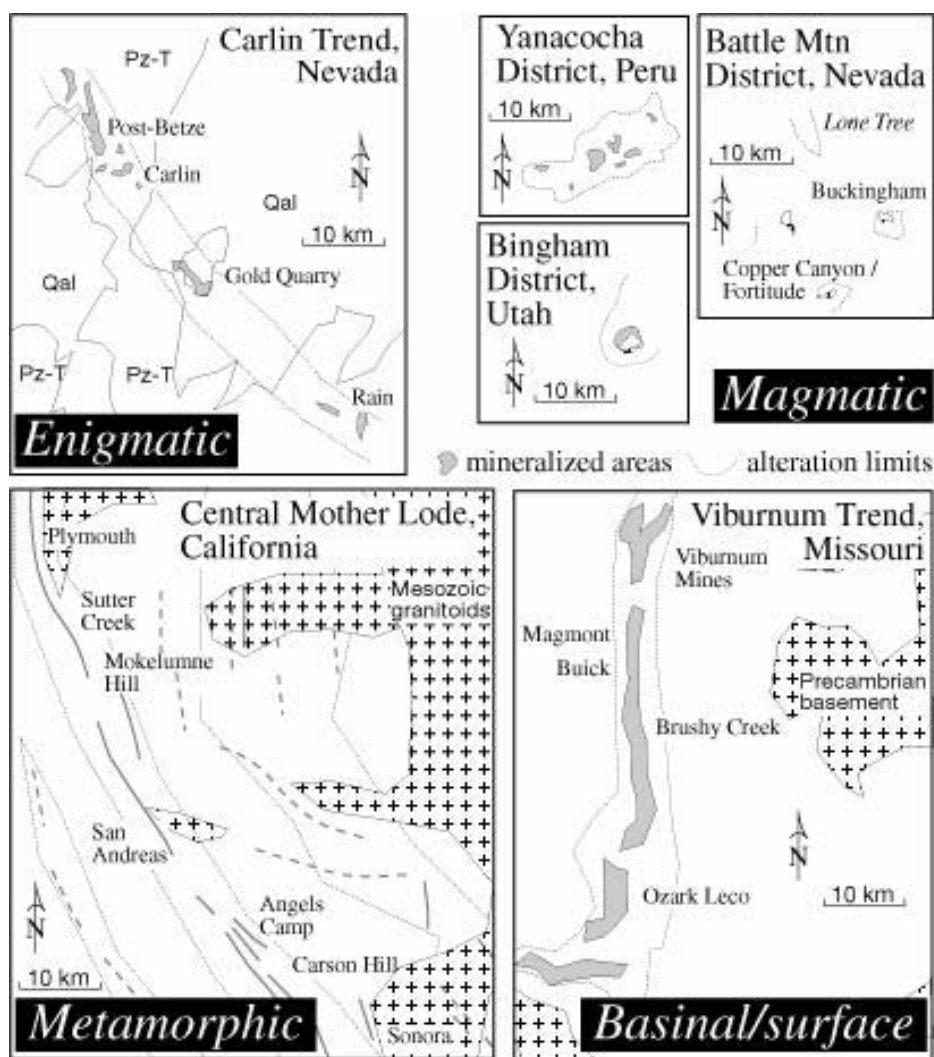 Carlin Trend,
Nevada
Pz-T
Post-Betze
Carlin
N
Qal
10 km
Gold Quarry
Qal
Pz-T
Pz-T
Rain
Enigmatic
Yanacocha
District, Peru
10 km
N
Bingham
District,
Utah
N
10 km
Battle Mtn
District, Nevada
Lone Tree
10 km
N
Buckingham
Copper Canyon /
Fortitude
Magmatic
mineralized areas
alteration limits
Central Mother Lode,
California
Plymouth
Mesozoic
granitoids
Sutter
Creek
Mokelumne
Hill
San
Andreas
N
10 km
Angels
Camp
Carson Hill
Sonora
Metamorphic
Viburnum Trend,
Missouri
Viburnum
Mines
Magmont
Buick
Precambrian
basement
Brushy Creek
N
10 km
Ozark Leco
Basinal/surface